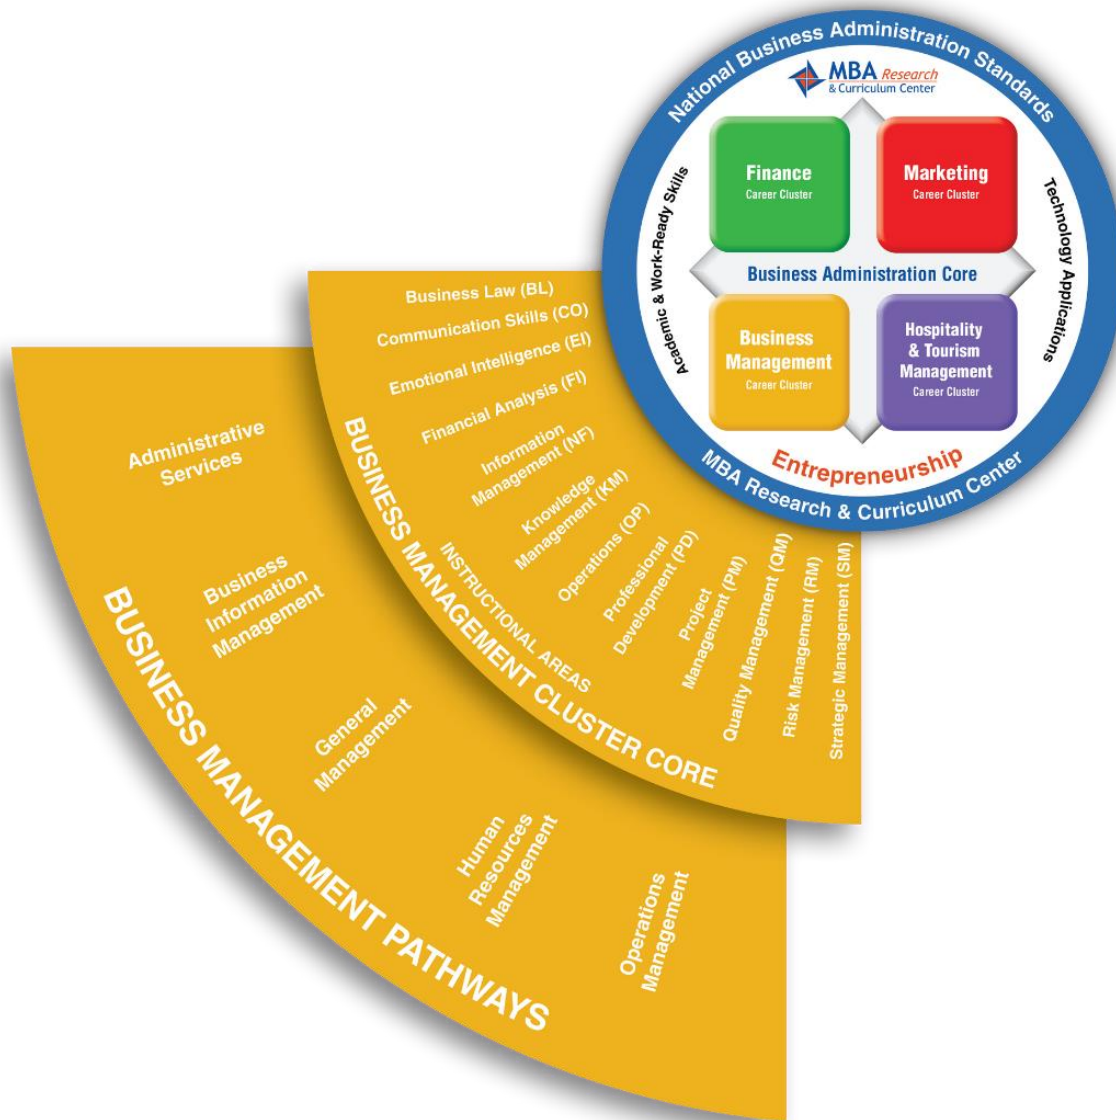 National Business Administration Standards
MBA Research
& Curriculum Center
Finance
Career Cluster
Marketing
Career Cluster
Academic & Work-Ready Skills
Technology Applications
Business Administration Core
Business
Management
Career Cluster
Hospitality
& Tourism
Management
Career Cluster
Entrepreneurship
MBA Research & Curriculum Center
Business Law (BL)
Communication Skills (CO)
Emotional Intelligence (EI)
Financial Analysis (FI)
Information
Management (NF)
Knowledge
Management (KM)
Operations (OP)
Professional
Development (PD)
Project
Management (PM)
Quality Management (QM)
Risk Management (RM)
Strategic Management (SM)
INSTRUCTIONAL AREAS
BUSINESS MANAGEMENT CLUSTER CORE
Administrative
Services
Business
Information
Management
General
Management
Human
Resources
Management
Operations
Management
BUSINESS MANAGEMENT PATHWAYS